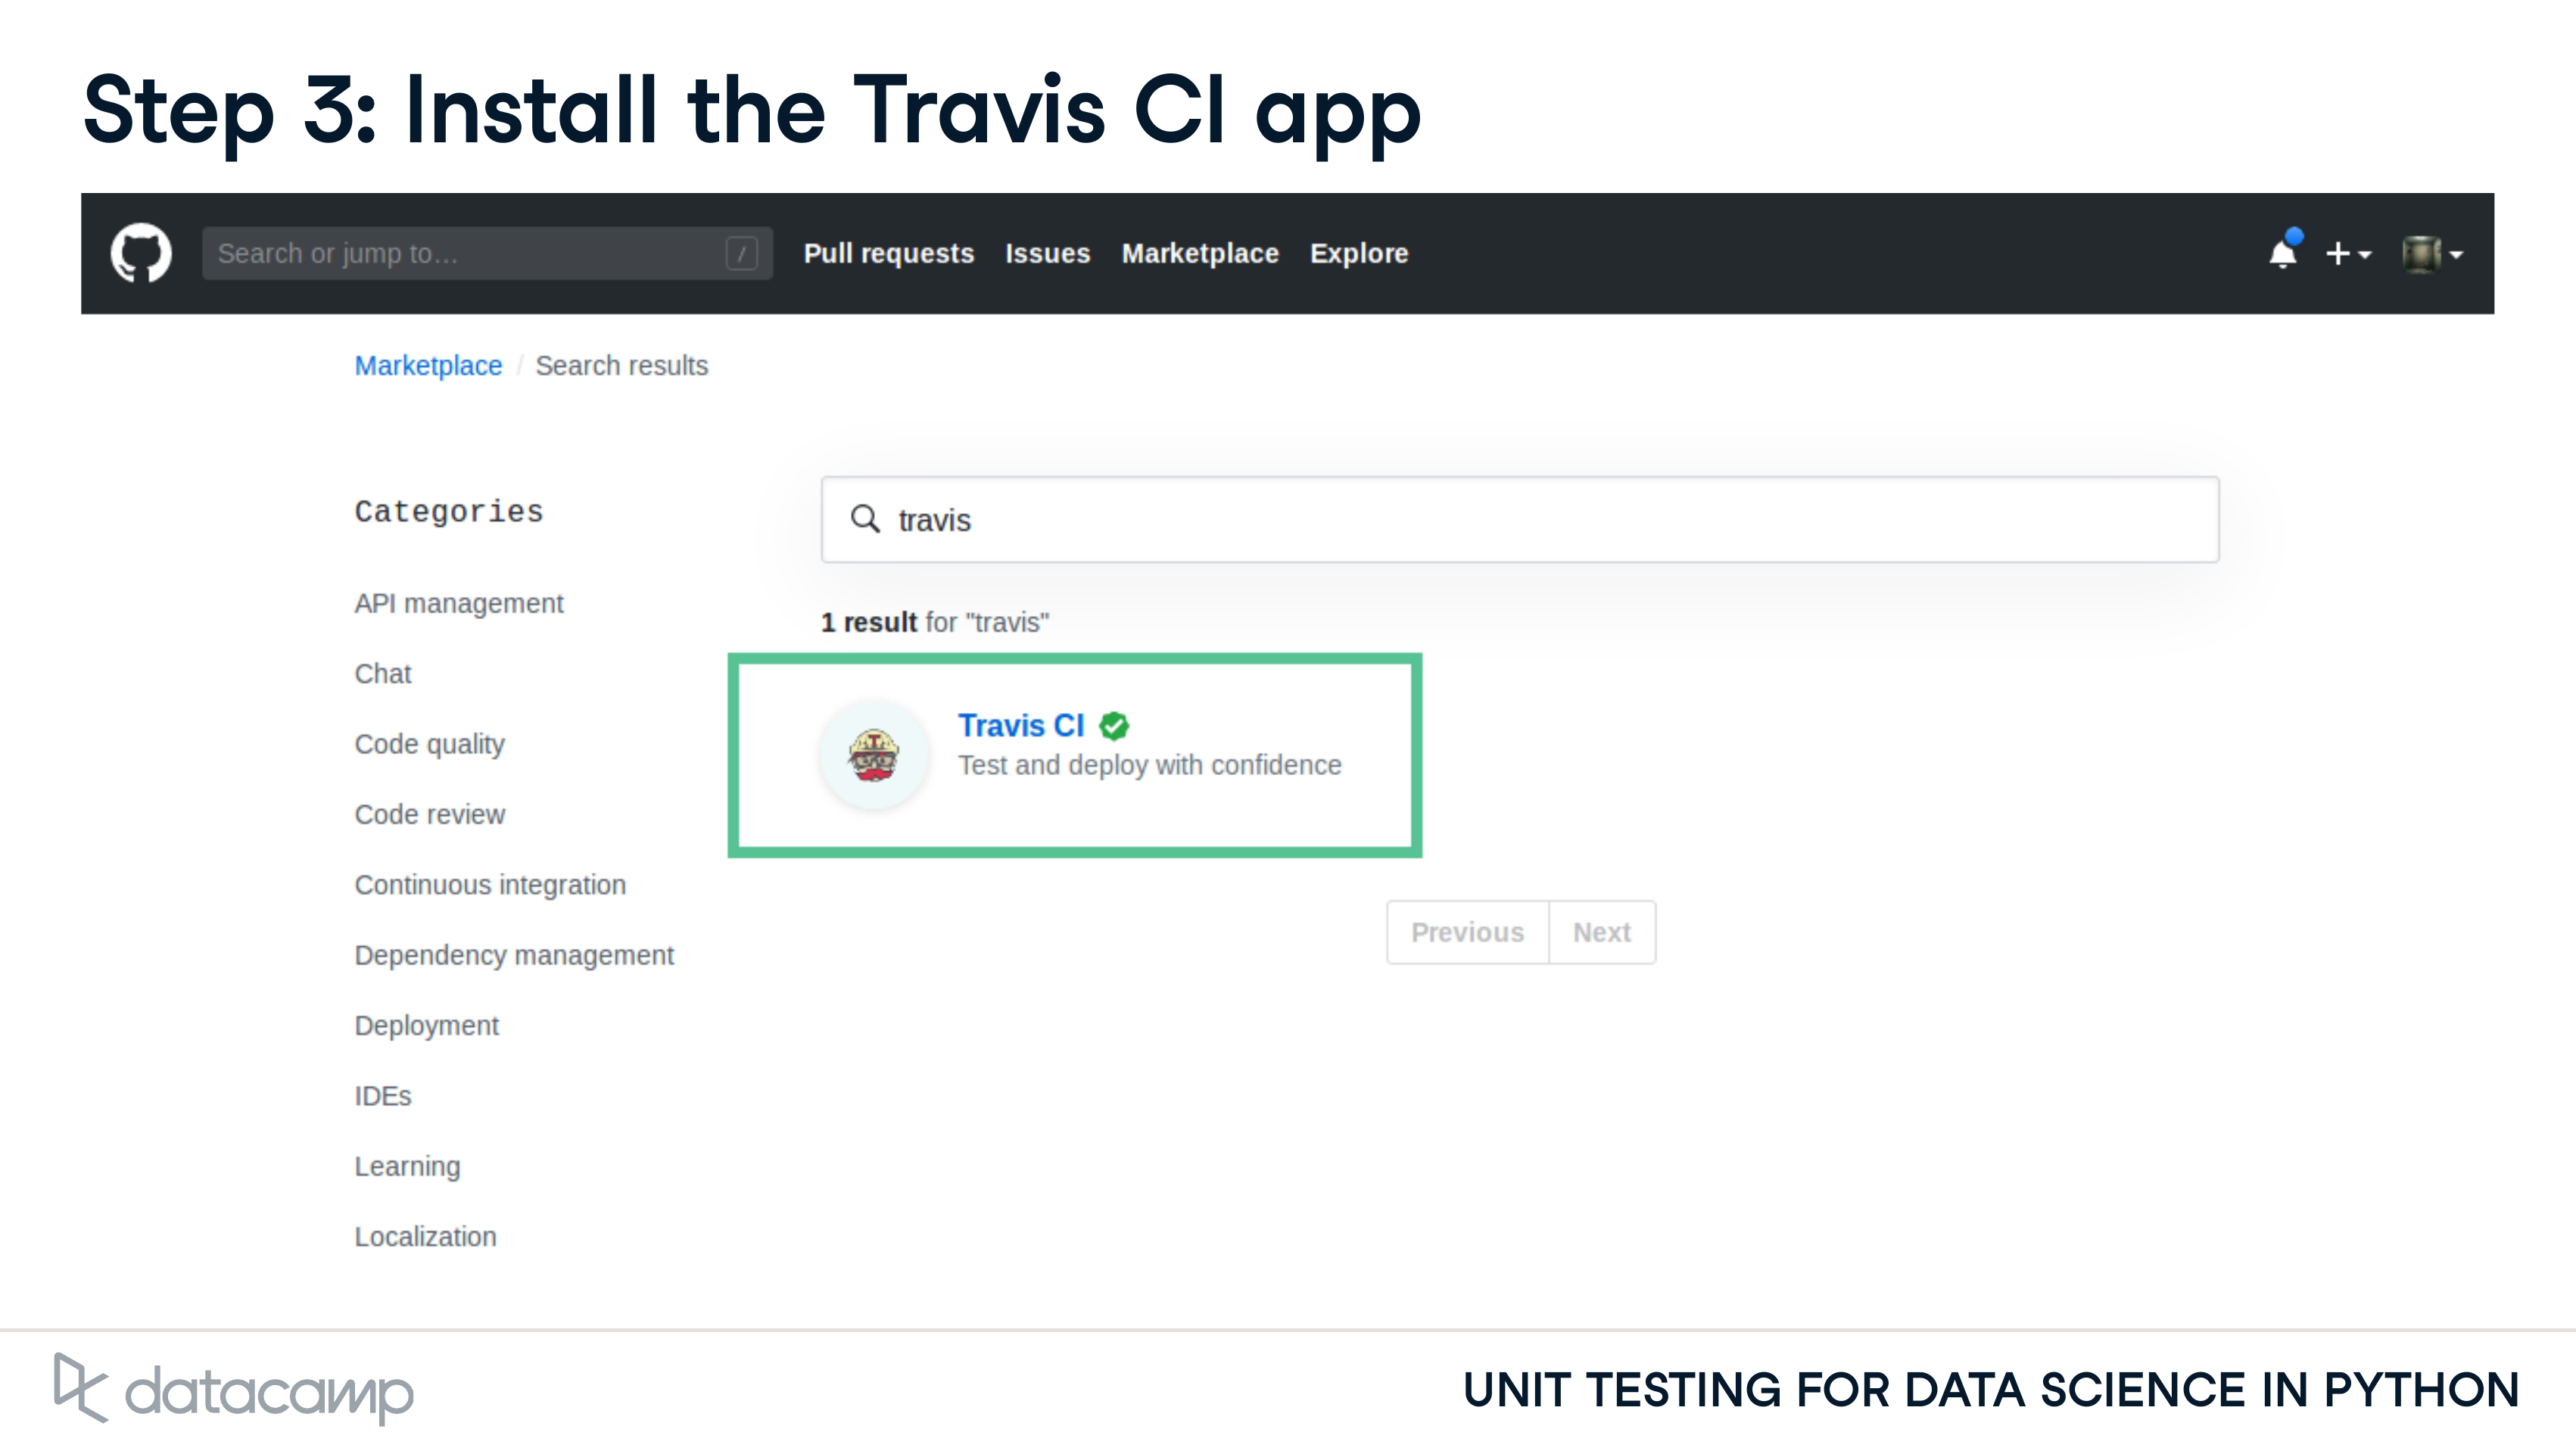 Step 3: Install the Travis CI app
Search or jump to... / Pull requests Issues Marketplace Explore
Marketplace / Search results
Categories
travis
API management
1 result for "travis"
Chat
Travis CI
Test and deploy with confidence
Code quality
Code review
Continuous integration
Previous Next
Dependency management
Deployment
IDEs
Learning
Localization
datacamp
UNIT TESTING FOR DATA SCIENCE IN PYTHON